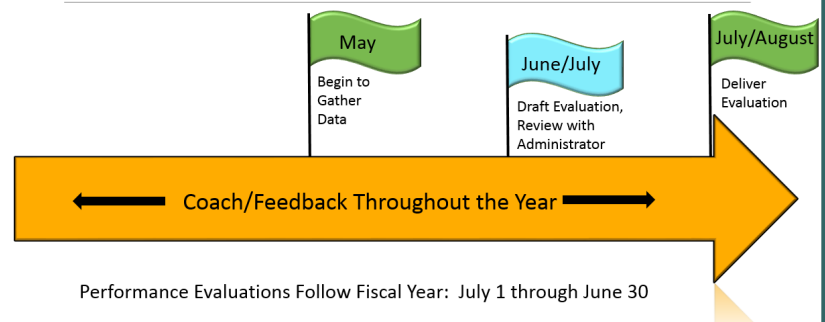 May
Begin to
Gather
Data
June/July
Draft Evaluation,
Review with
Administrator
July/August
Deliver
Evaluation
Coach/Feedback Throughout the Year
Performance Evaluations Follow Fiscal Year: July 1 through June 30